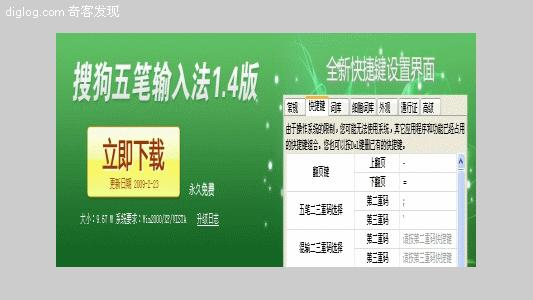 diglog.com 奇客发现
搜狗五笔输入法1.4版
立即下载
更新日期 2009-2-23
永久免费
大小：9.67 M 系统要求：Win2000/XP/VISTA 升级日志
全新快捷键设置界面
常规 快捷键 词库 细胞词库 外观 通行证 高级
由于操作系统的限制，您可能无法使用系统，其它应用程序和功能已经占用
的快捷键组合。您也可以按Del键删已有的快捷键。
翻页键
上翻页 -
下翻页 =
五笔二三重码选择
第二重码 ;
第三重码 '
混输二三重码选择
第二重码 请按第二重码快捷键
第三重码 请按第三重码快捷键